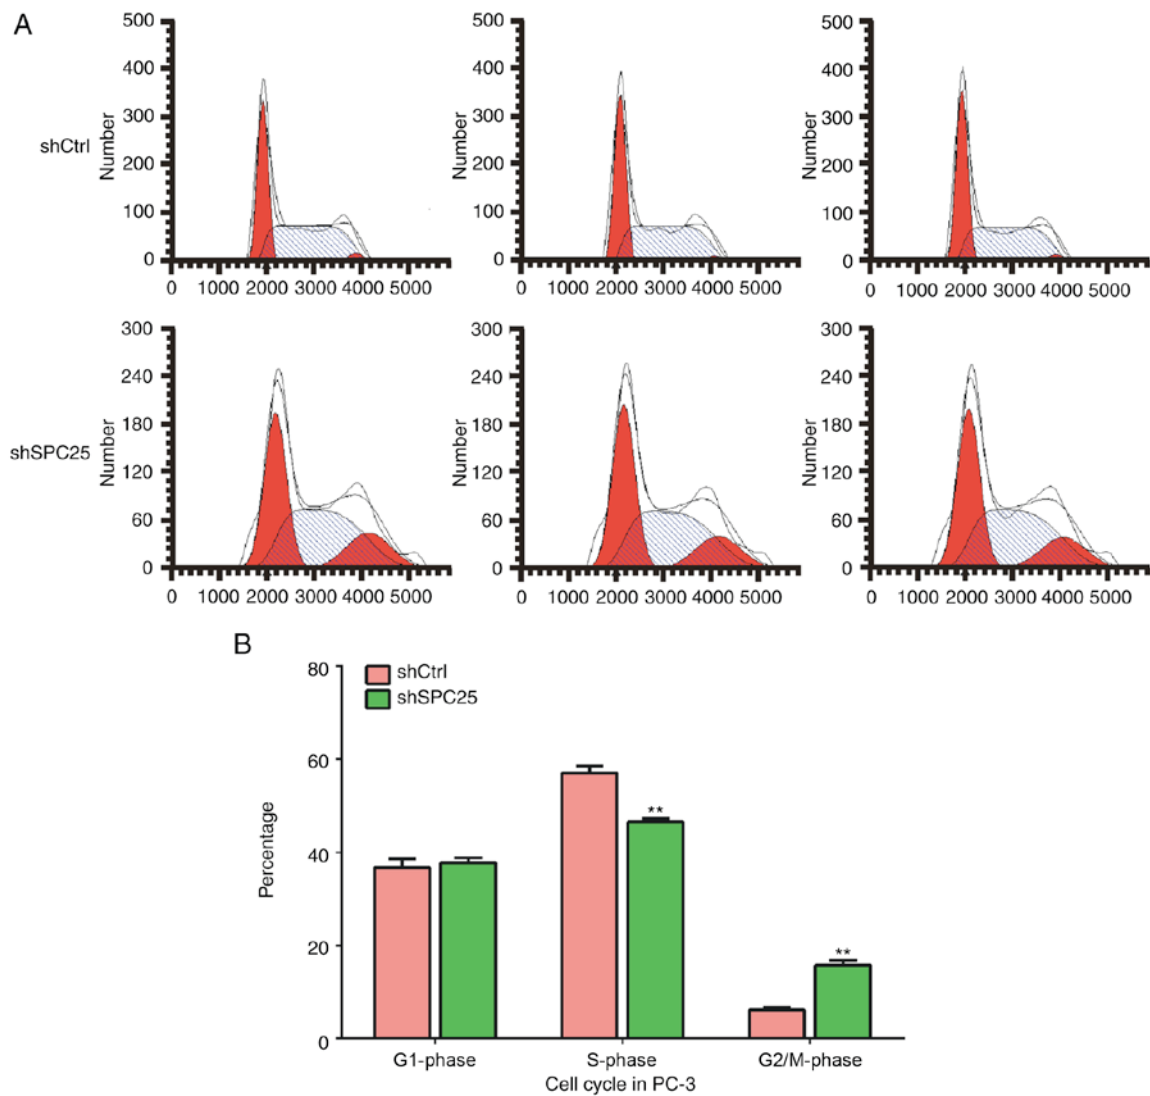 A
500 400 300 200 100 0
Number
0 1000 2000 3000 4000 5000
500 400 300 200 100 0
Number
0 1000 2000 3000 4000 5000
500 400 300 200 100 0
Number
0 1000 2000 3000 4000 5000
shCtrl
300 240 180 120 60 0
Number
0 1000 2000 3000 4000 5000
300 240 180 120 60 0
Number
0 1000 2000 3000 4000 5000
300 240 180 120 60 0
Number
0 1000 2000 3000 4000 5000
shSPC25
B
80
60
40
20
0
Percentage
shCtrl
shSPC25
**
**
G1-phase S-phase G2/M-phase
Cell cycle in PC-3